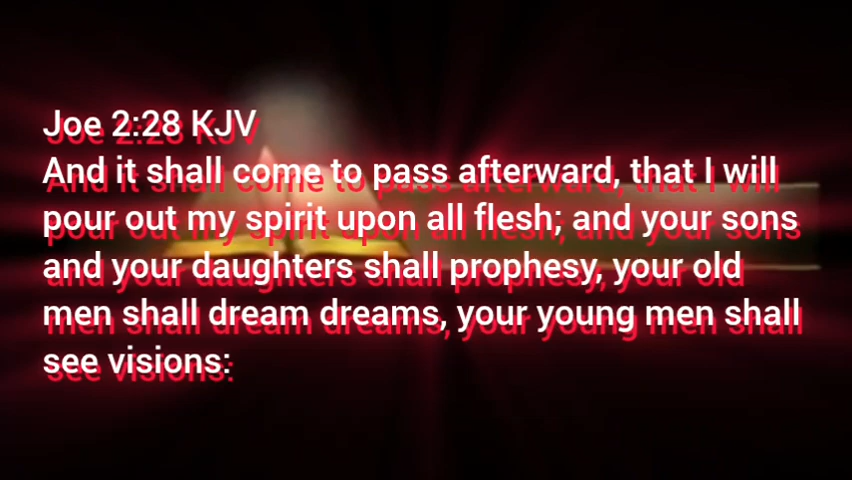 Joe 2:28 KJV
And it shall come to pass afterward, that I will
pour out my spirit upon all flesh; and your sons
and your daughters shall prophesy, your old
men shall dream dreams, your young men shall
see visions: